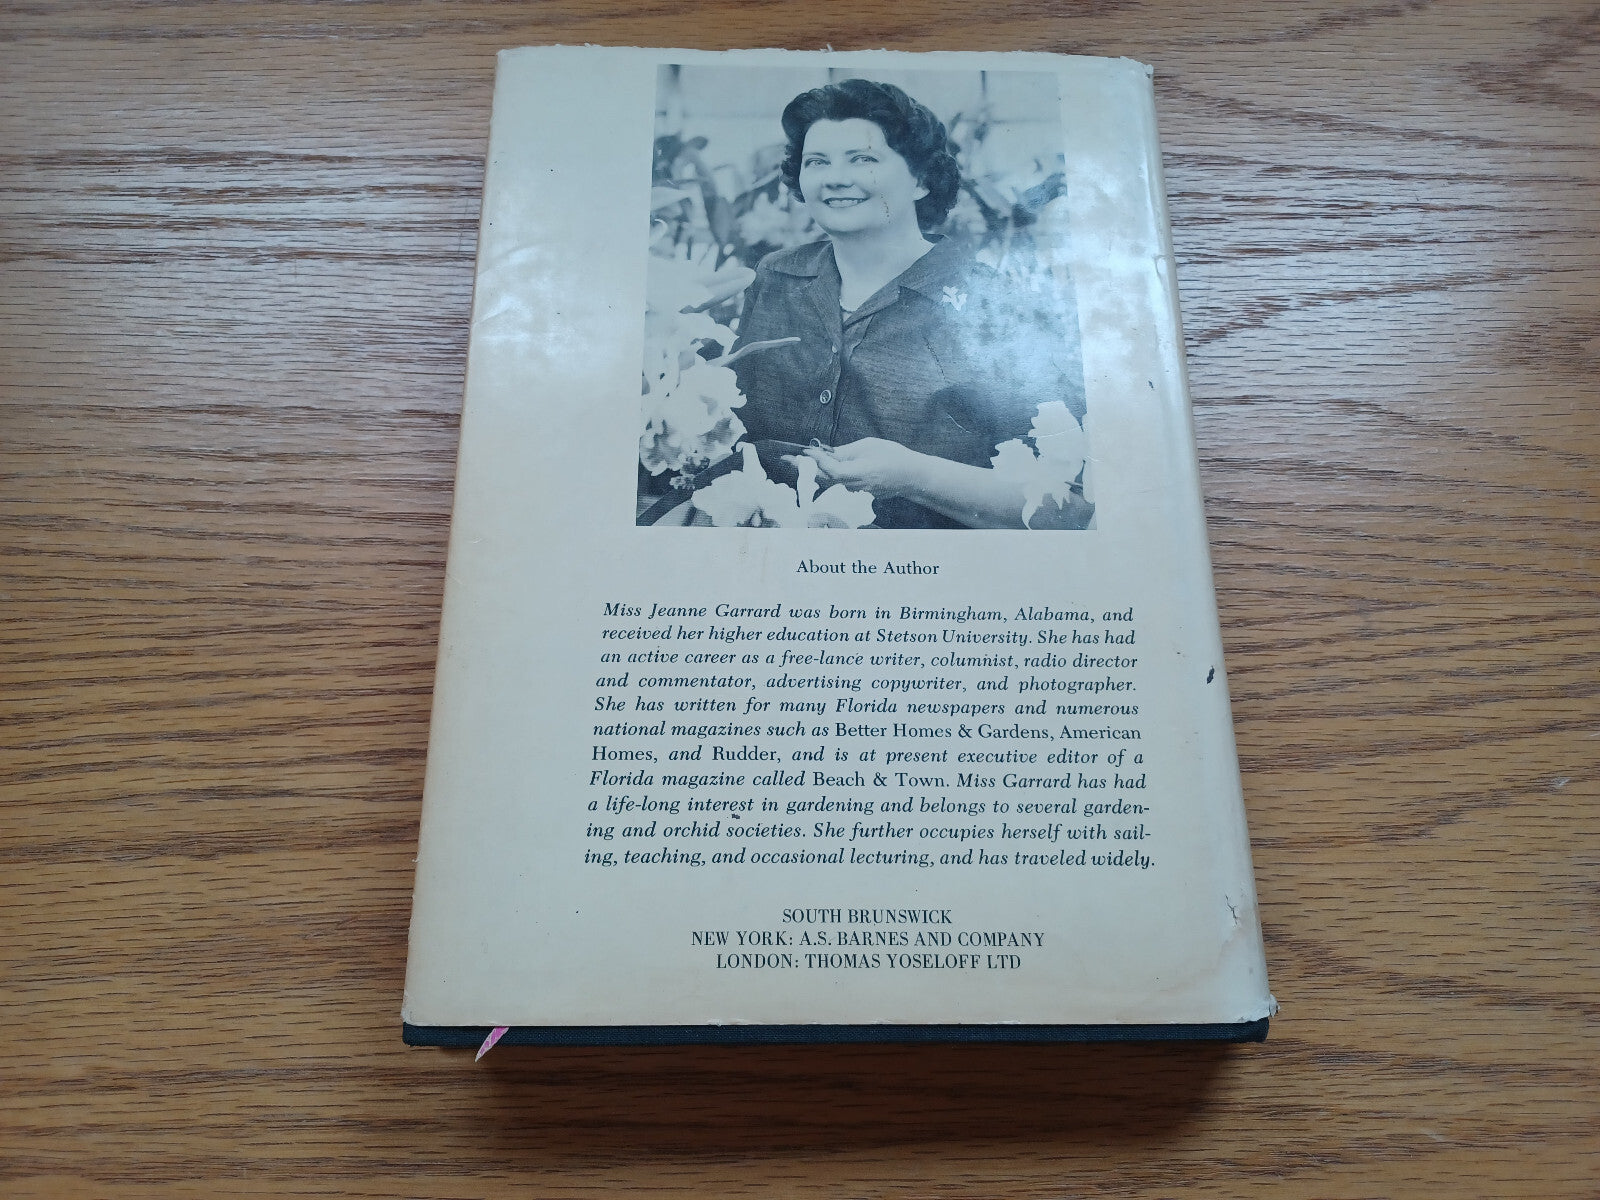 About the Author
Miss Jeanne Garrard was born in Birmingham, Alabama, and
received her higher education at Stetson University. She has had
an active career as a free-lance writer, columnist, radio director
and commentator, advertising copywriter, and photographer.
She has written for many Florida newspapers and numerous
national magazines such as Better Homes & Gardens, American
Homes, and Rudder, and is at present executive editor of a
Florida magazine called Beach & Town. Miss Garrard has had
a life-long interest in gardening and belongs to several garden-
ing and orchid societies. She further occupies herself with sail-
ing, teaching, and occasional lecturing, and has traveled widely.
SOUTH BRUNSWICK
NEW YORK: A.S. BARNES AND COMPANY
LONDON: THOMAS YOSELOFF LTD